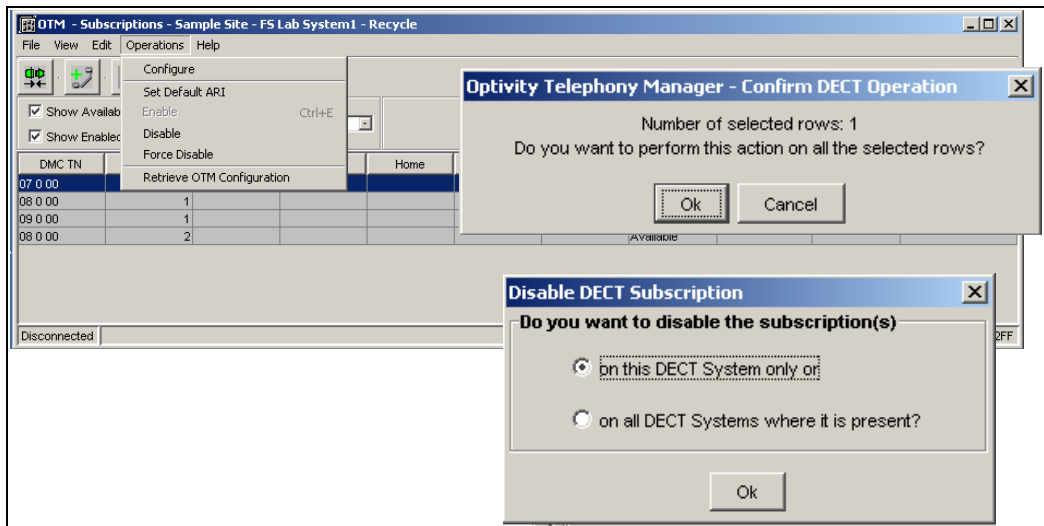 OTM - Subscriptions - Sample Site - FS Lab System1 - Recycle
File View Edit Operations Help
Configure
Set Default ARI
Enable Ctrl+E
Disable
Force Disable
Retrieve OTM Configuration
Show Availab
Show Enabled
DMC TN Home
07 0 00
08 0 00 1
09 0 00 1
08 0 00 2 Available
Disconnected 2FF
Optivity Telephony Manager - Confirm DECT Operation
Number of selected rows: 1
Do you want to perform this action on all the selected rows?
Ok Cancel
Disable DECT Subscription
Do you want to disable the subscription(s)
on this DECT System only or
on all DECT Systems where it is present?
Ok